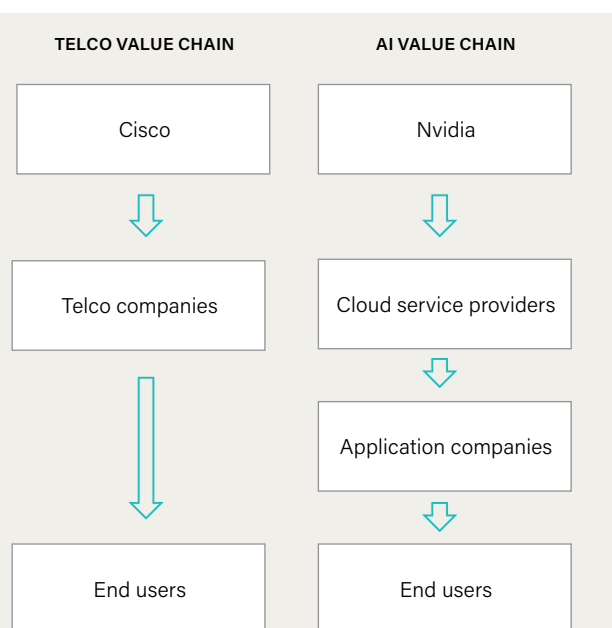 TELCO VALUE CHAIN
AI VALUE CHAIN
Cisco
Nvidia
Telco companies
Cloud service providers
Application companies
End users
End users